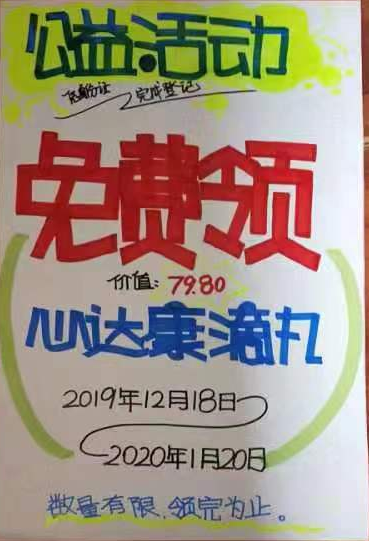 公益活动
凭身份证 完成登记
免费领
价值:79.80
心达康滴丸
2019年12月18日
2020年1月20日
数量有限.领完为止。